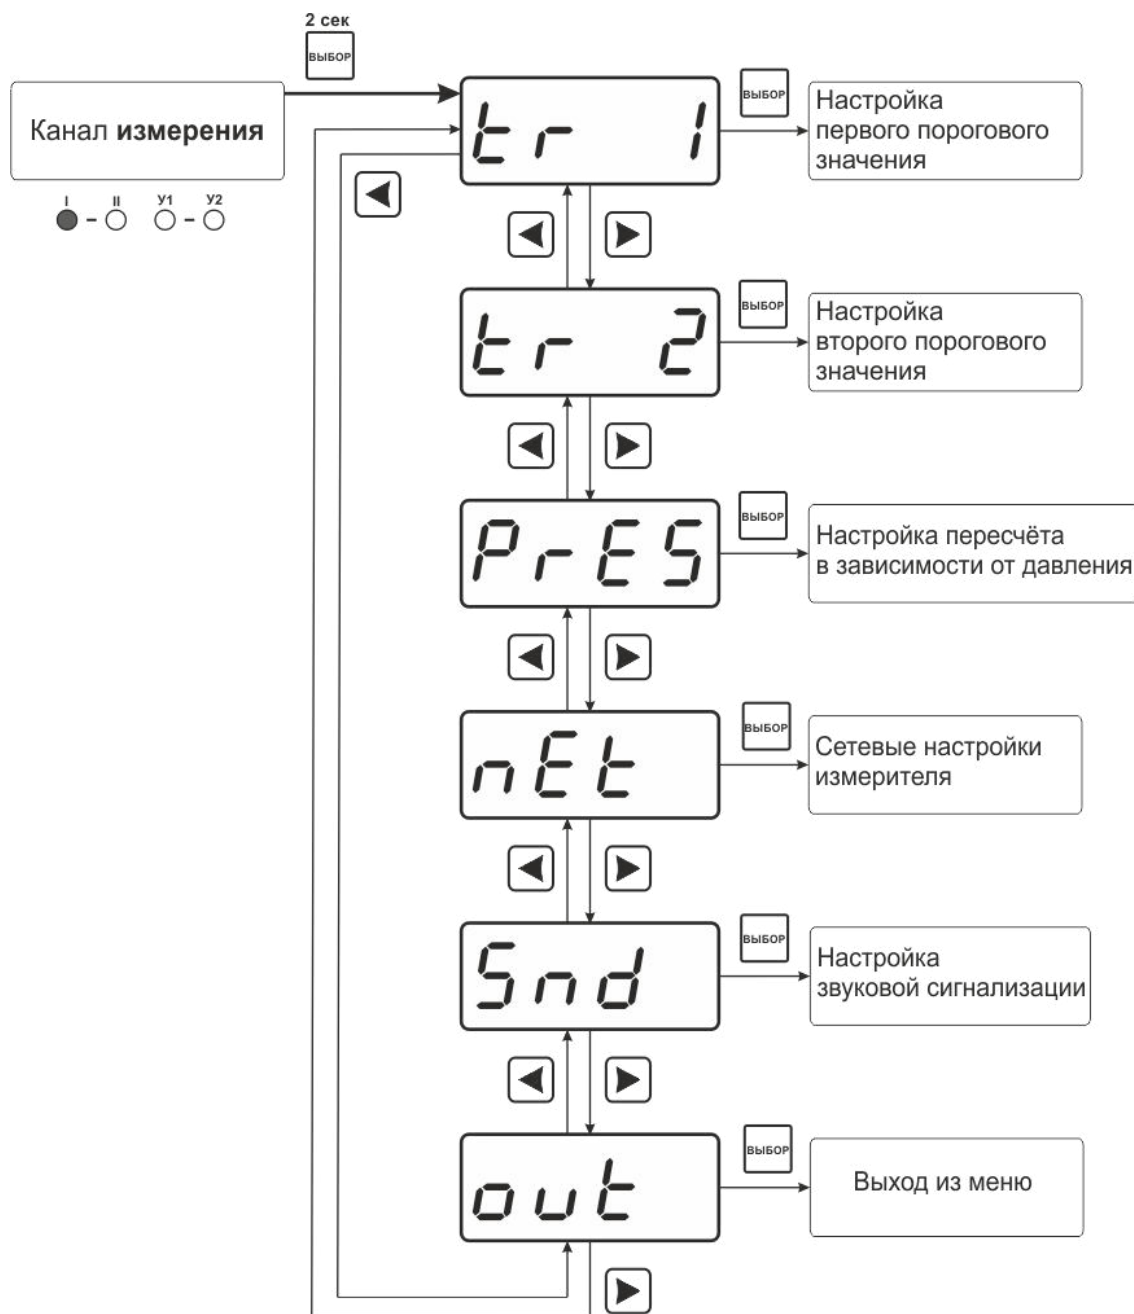 2 сек
ВЫБОР
Канал измерения
I II У1 У2
tr 1
ВЫБОР
Настройка
первого порогового
значения
tr 2
ВЫБОР
Настройка
второго порогового
значения
PrES
ВЫБОР
Настройка пересчёта
в зависимости от давления
nEt
ВЫБОР
Сетевые настройки
измерителя
Snd
ВЫБОР
Настройка
звуковой сигнализации
out
ВЫБОР
Выход из меню